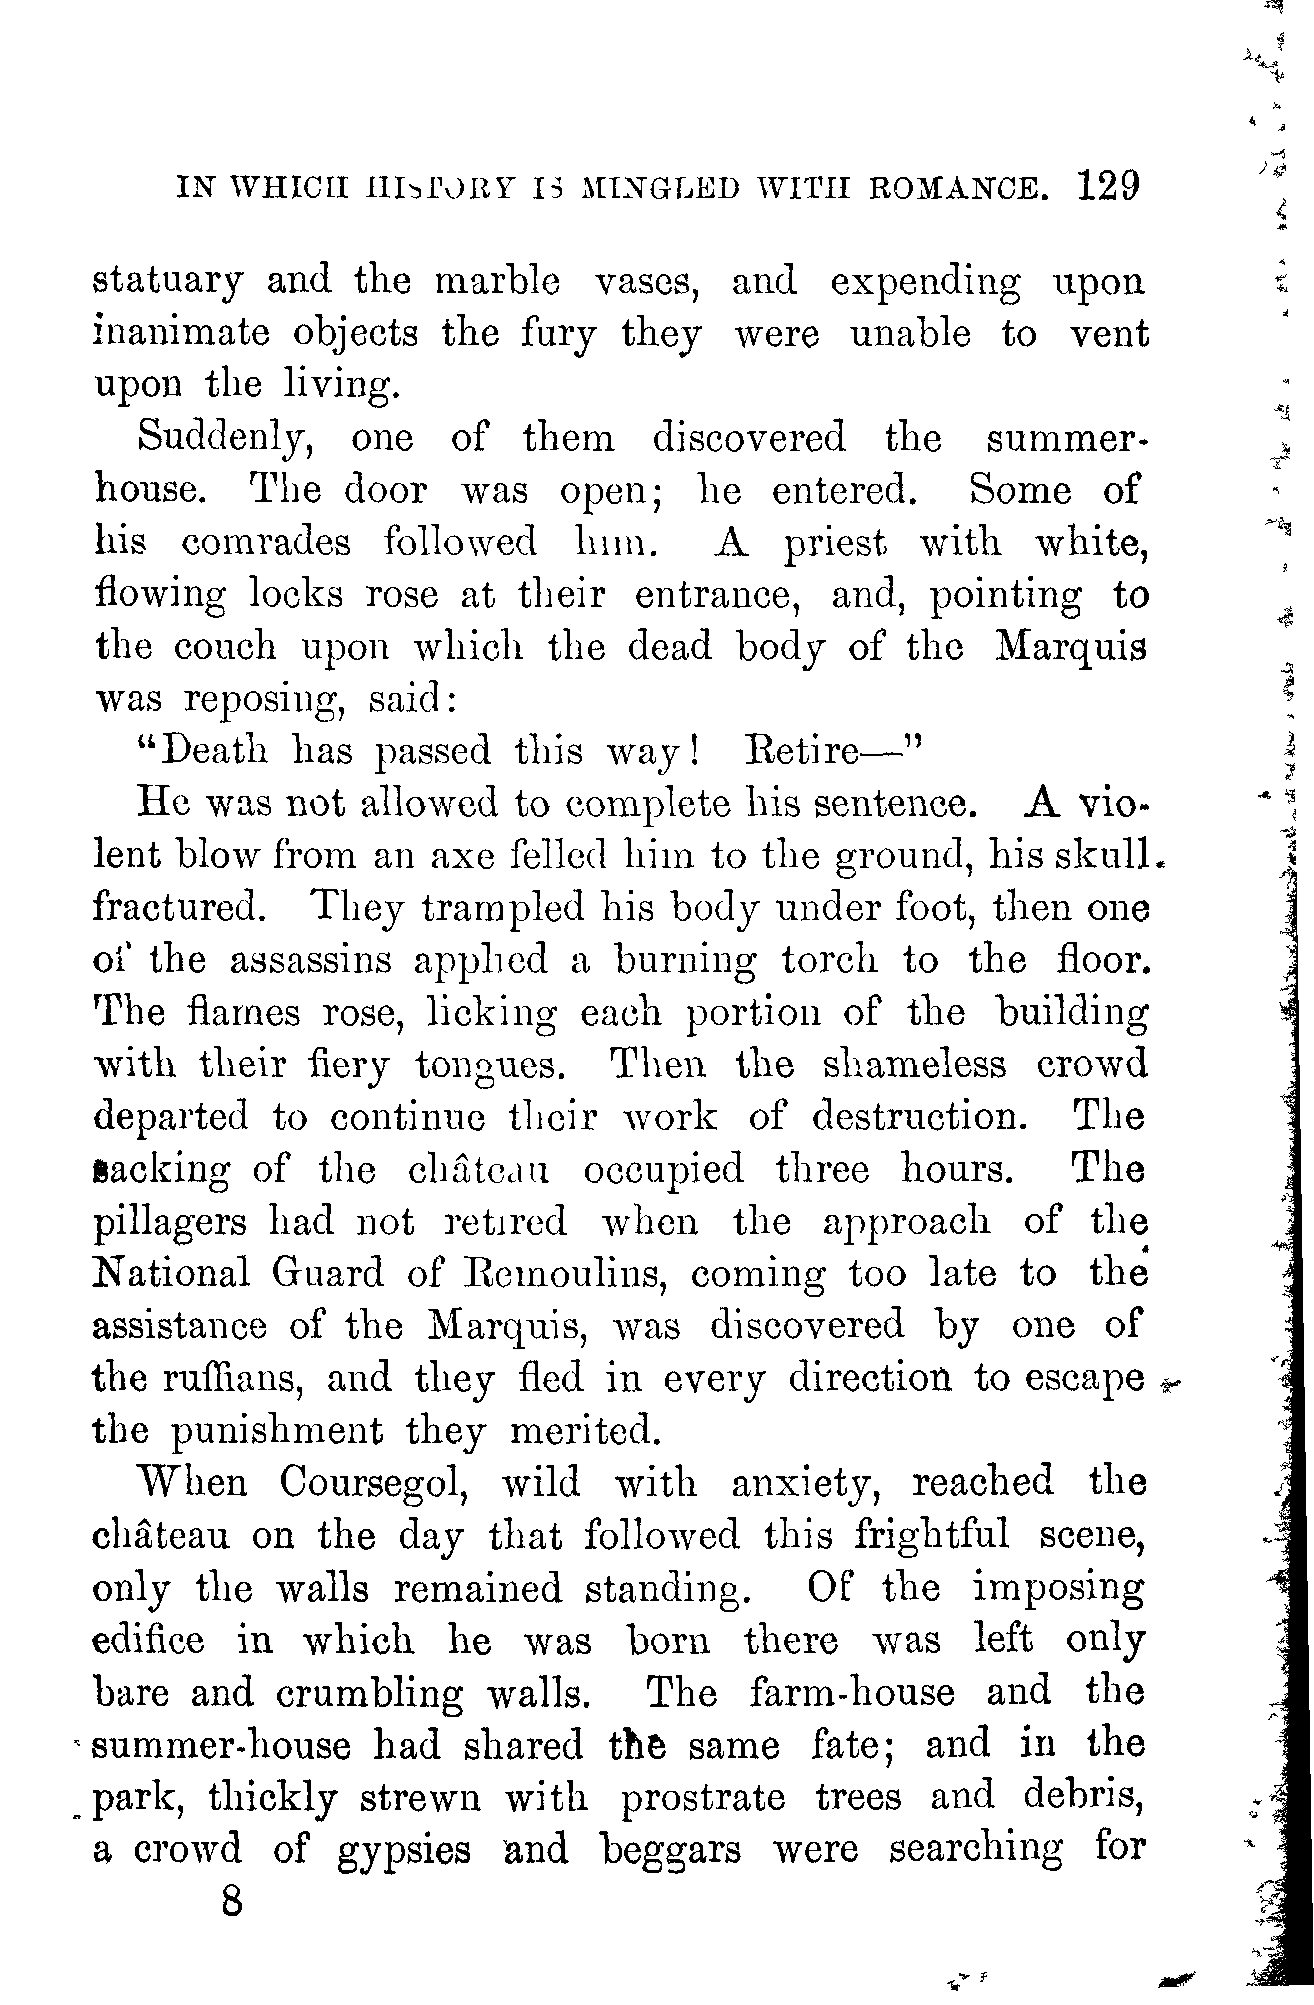 IN WHICH HISTORY IS MINGLED WITH ROMANCE. 129
statuary and the marble vases, and expending upon
inanimate objects the fury they were unable to vent
upon the living.
Suddenly, one of them discovered the summer-
house. The door was open; he entered. Some of
his comrades followed him. A priest with white,
flowing locks rose at their entrance, and, pointing to
the couch upon which the dead body of the Marquis
was reposing, said:
"Death has passed this way! Retire—"
He was not allowed to complete his sentence. A vio-
lent blow from an axe felled him to the ground, his skull
fractured. They trampled his body under foot, then one
of the assassins applied a burning torch to the floor.
The flames rose, licking each portion of the building
with their fiery tongues. Then the shameless crowd
departed to continue their work of destruction. The
sacking of the château occupied three hours. The
pillagers had not retired when the approach of the
National Guard of Remoulins, coming too late to the
assistance of the Marquis, was discovered by one of
the ruffians, and they fled in every direction to escape
the punishment they merited.
When Coursegol, wild with anxiety, reached the
château on the day that followed this frightful scene,
only the walls remained standing. Of the imposing
edifice in which he was born there was left only
bare and crumbling walls. The farm-house and the
summer-house had shared the same fate; and in the
park, thickly strewn with prostrate trees and debris,
a crowd of gypsies and beggars were searching for
8